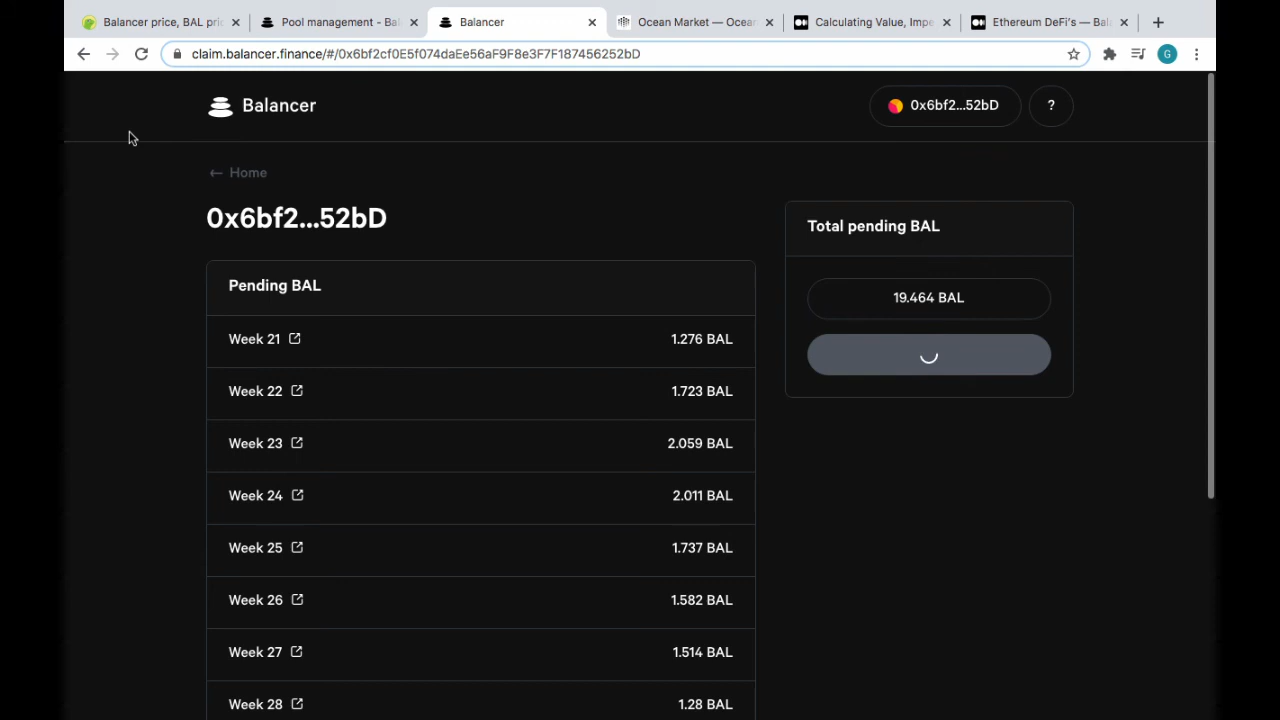 Balancer price, BAL pri
Pool management - Bal
Balancer
Ocean Market — Ocean
Calculating Value, Impe
Ethereum DeFi's — Bala
claim.balancer.finance/#/0x6bf2cf0E5f074daEe56aF9F8e3F7F187456252bD
G
Balancer
0x6bf2...52bD
?
← Home
0x6bf2...52bD
Total pending BAL
Pending BAL
19.464 BAL
Week 21 1.276 BAL
Week 22 1.723 BAL
Week 23 2.059 BAL
Week 24 2.011 BAL
Week 25 1.737 BAL
Week 26 1.582 BAL
Week 27 1.514 BAL
Week 28 1.28 BAL